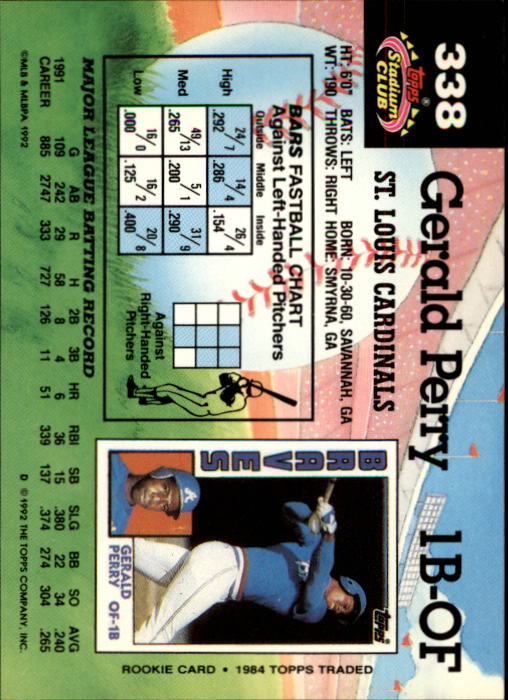 338
Topps®
Stadium
CLUB™
Gerald Perry 1B-OF
ST. LOUIS CARDINALS
HT: 6'0" BATS: LEFT BORN: 10-30-60, SAVANNAH, GA
WT: 190 THROWS: RIGHT HOME: SMYRNA, GA
BARS FASTBALL CHART
Against Left-Handed Pitchers
Outside Middle Inside
High 24/7 .292 14/4 .286 26/4 .154
Med 49/13 .265 5/1 .200 31/9 .290
Low 16/0 .000 16/2 .125 20/8 .400
Against
Right-Handed
Pitchers
BRAVES
Topps
GERALD
PERRY OF-1B
ROOKIE CARD • 1984 TOPPS TRADED
MAJOR LEAGUE BATTING RECORD
G AB R H 2B 3B HR RBI SB SLG BB SO AVG
1991 109 242 29 58 8 4 6 36 15 .380 22 34 .240
CAREER 885 2747 333 727 126 11 51 339 137 .374 274 304 .265
©MLB & MLBPA 1992
D © 1992 THE TOPPS COMPANY, INC.